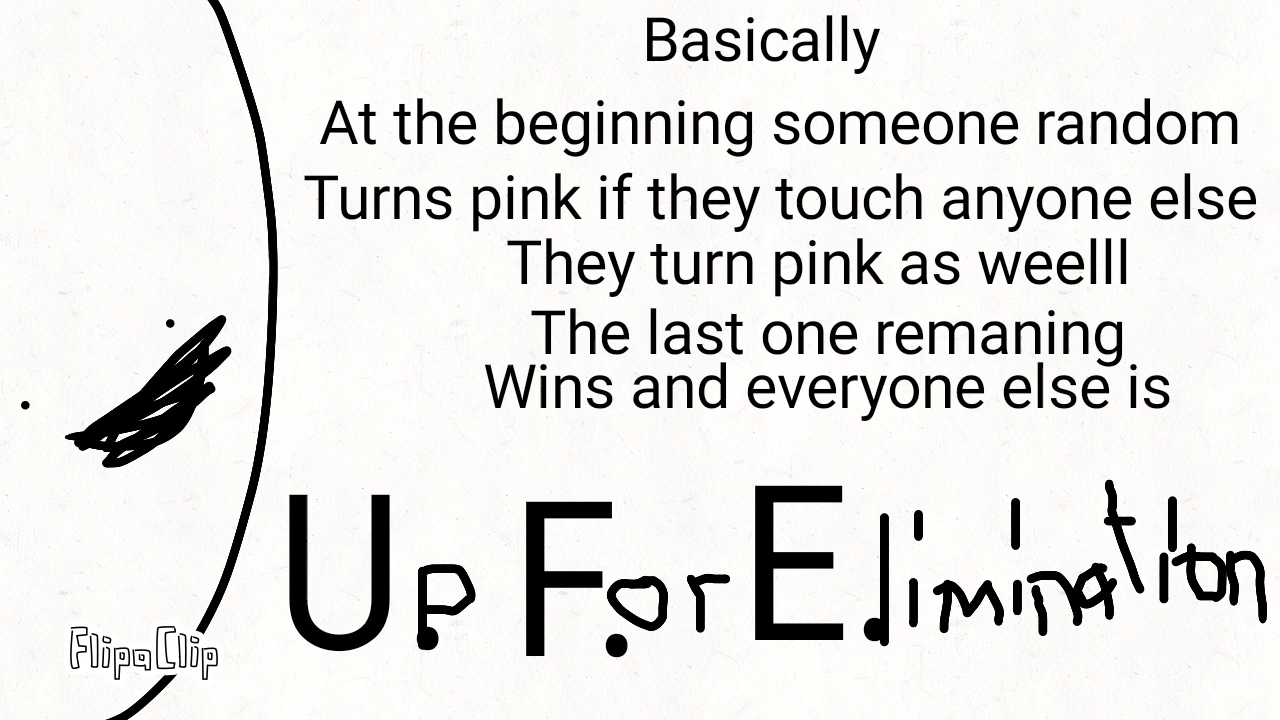 Basically
At the beginning someone random
Turns pink if they touch anyone else
They turn pink as weelll
The last one remaning
Wins and everyone else is
Up For Elimination
FlipaClip